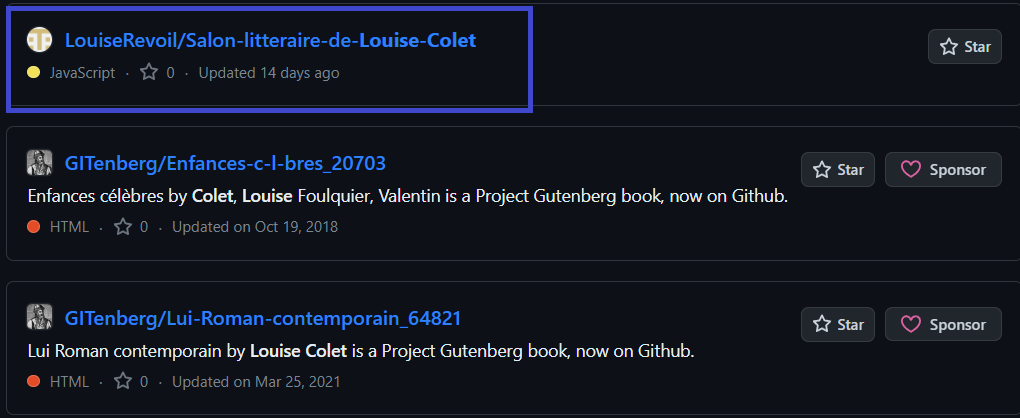 LouiseRevoil/Salon-litteraire-de-Louise-Colet
Star
JavaScript · 0 · Updated 14 days ago
GITenberg/Enfances-c-l-bres_20703
Star
Sponsor
Enfances célèbres by Colet, Louise Foulquier, Valentin is a Project Gutenberg book, now on Github.
HTML · 0 · Updated on Oct 19, 2018
GITenberg/Lui-Roman-contemporain_64821
Star
Sponsor
Lui Roman contemporain by Louise Colet is a Project Gutenberg book, now on Github.
HTML · 0 · Updated on Mar 25, 2021